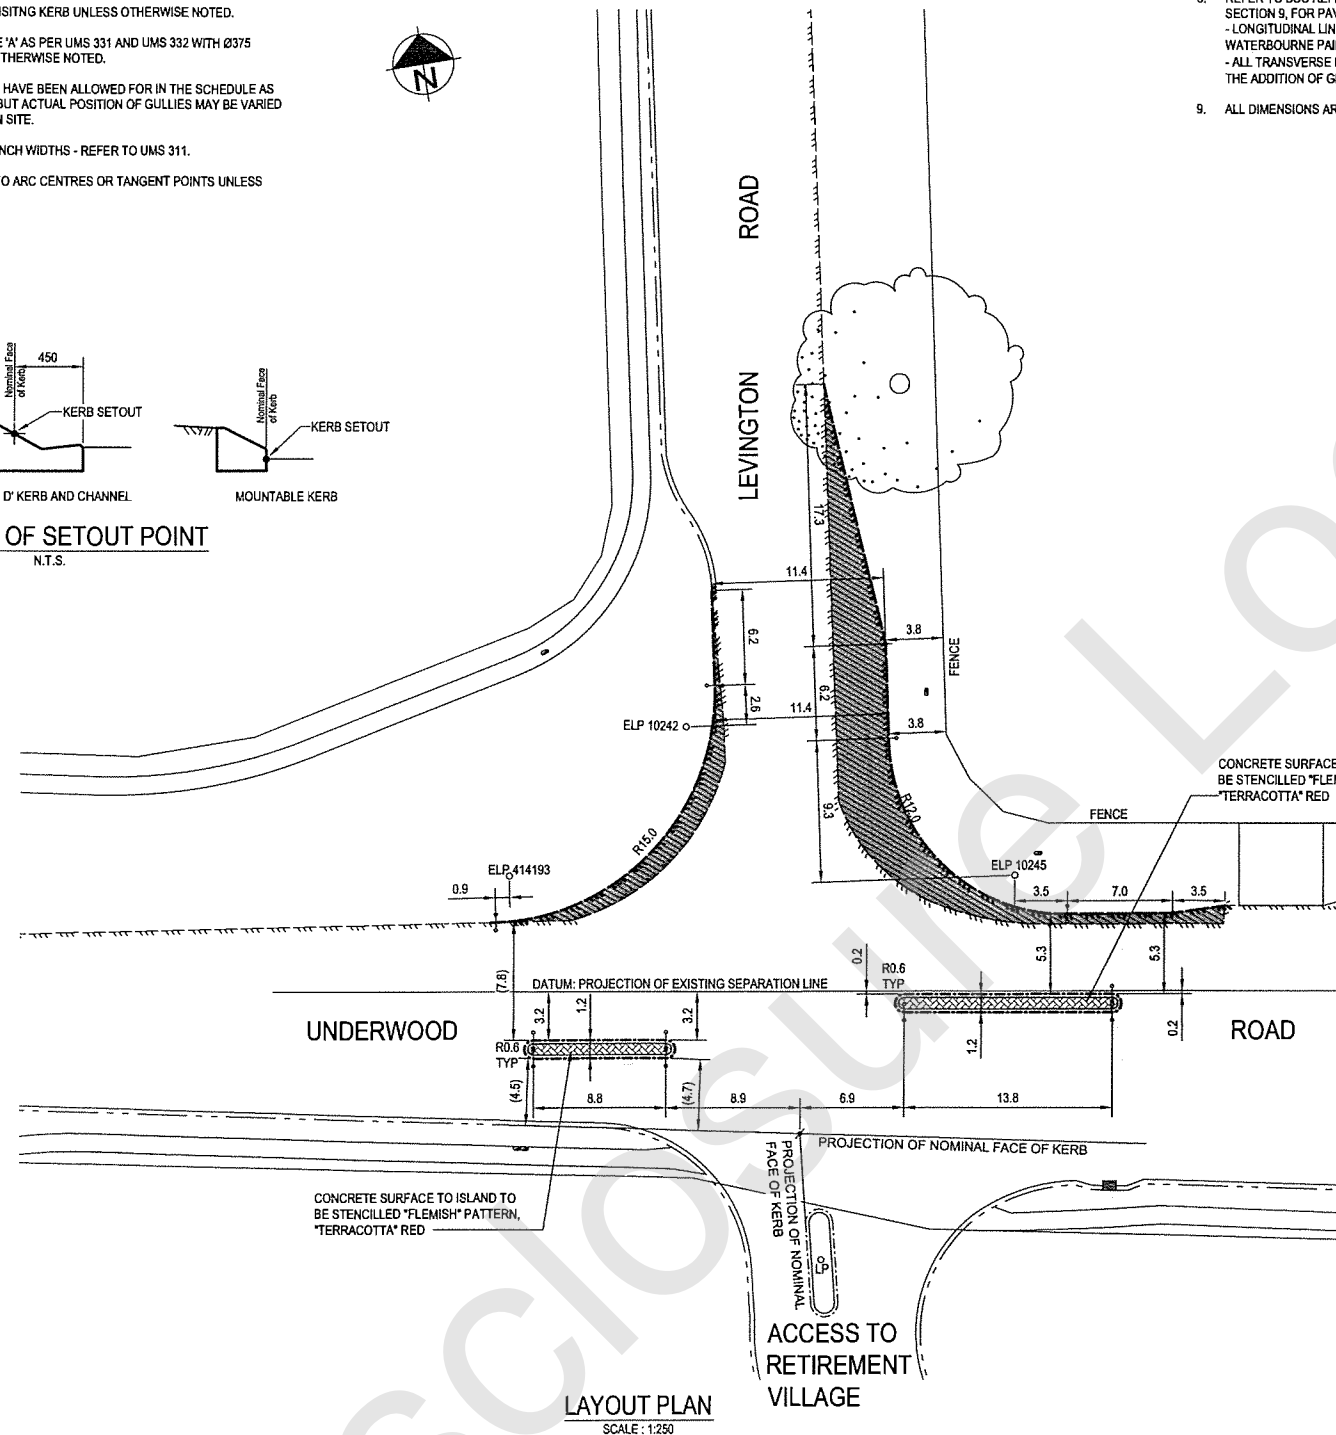 SITNG KERB UNLESS OTHERWISE NOTED.
'A' AS PER UMS 331 AND UMS 332 WITH Ø375
THERWISE NOTED.
HAVE BEEN ALLOWED FOR IN THE SCHEDULE AS
BUT ACTUAL POSITION OF GULLIES MAY BE VARIED
SITE.
NCH WIDTHS - REFER TO UMS 311.
O ARC CENTRES OR TANGENT POINTS UNLESS
N
SECTION 9, FOR PAV
- LONGITUDINAL LIN
WATERBOURNE PAI
- ALL TRANSVERSE
THE ADDITION OF G
9. ALL DIMENSIONS AR
ROAD
LEVINGTON
Nominal Face
of Kerb
450
KERB SETOUT
D' KERB AND CHANNEL
Nominal Face
of Kerb
KERB SETOUT
MOUNTABLE KERB
OF SETOUT POINT
N.T.S.
17.3
11.4
6.2
3.8
FENCE
6.2
2.6
11.4
3.8
ELP 10242
9.3
R12.0
R15.0
CONCRETE SURFACE
BE STENCILLED "FLE
"TERRACOTTA" RED
FENCE
ELP 414193
0.9
ELP 10245
3.5
7.0
3.5
(7.8)
0.2
R0.6
TYP
5.3
5.3
DATUM: PROJECTION OF EXISTING SEPARATION LINE
3.2
1.2
3.2
UNDERWOOD
ROAD
R0.6
TYP
1.2
0.2
(4.5)
(4.7)
8.8
8.9
6.9
13.8
PROJECTION OF NOMINAL FACE OF KERB
PROJECTION OF NOMINAL
FACE OF KERB
CONCRETE SURFACE TO ISLAND TO
BE STENCILLED "FLEMISH" PATTERN,
"TERRACOTTA" RED
LP
ACCESS TO
RETIREMENT
VILLAGE
LAYOUT PLAN
SCALE : 1:250
sclosure Lo